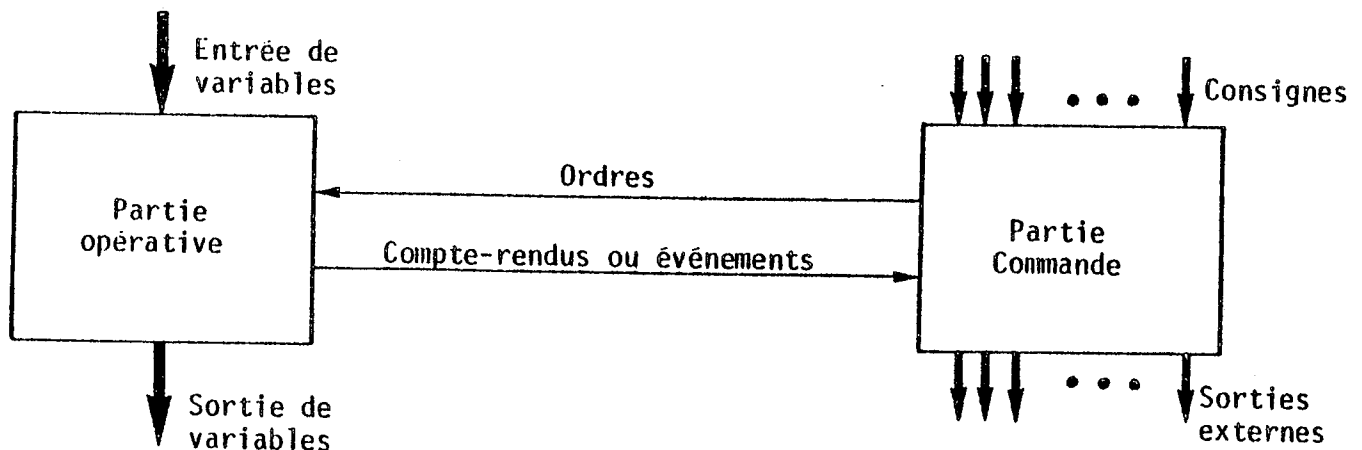 Entrée de
variables
Consignes
Ordres
Partie
opérative
Compte-rendus ou événements
Partie
Commande
Sortie de
variables
Sorties
externes